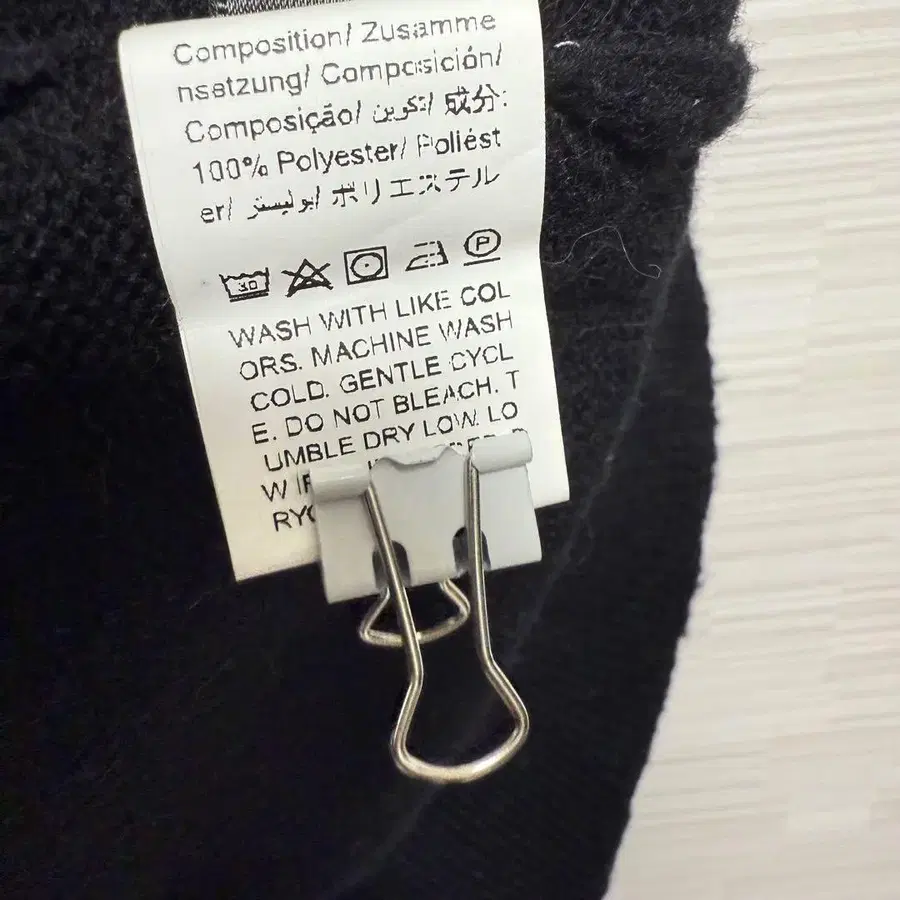 Composition/ Zusamme
nsetzung/ Composición/
Composição/ تكوين/ 成分:
100% Polyester/ Poliést
er/ بوليستر/ ポリエステル
30
P
WASH WITH LIKE COL
ORS. MACHINE WASH
COLD. GENTLE CYCL
E. DO NOT BLEACH. T
UMBLE DRY LOW. LO
W